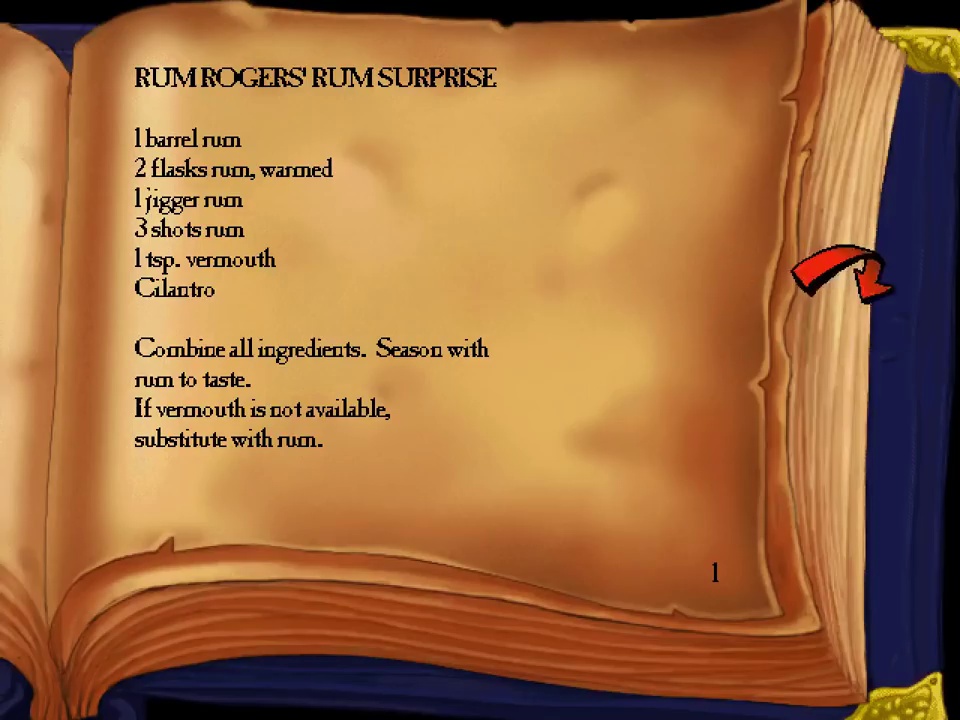 RUM ROGERS' RUM SURPRISE
1 barrel rum
2 flasks rum, warmed
1 jigger rum
3 shots rum
1 tsp. vermouth
Cilantro
Combine all ingredients. Season with
rum to taste.
If vermouth is not available,
substitute with rum.
1